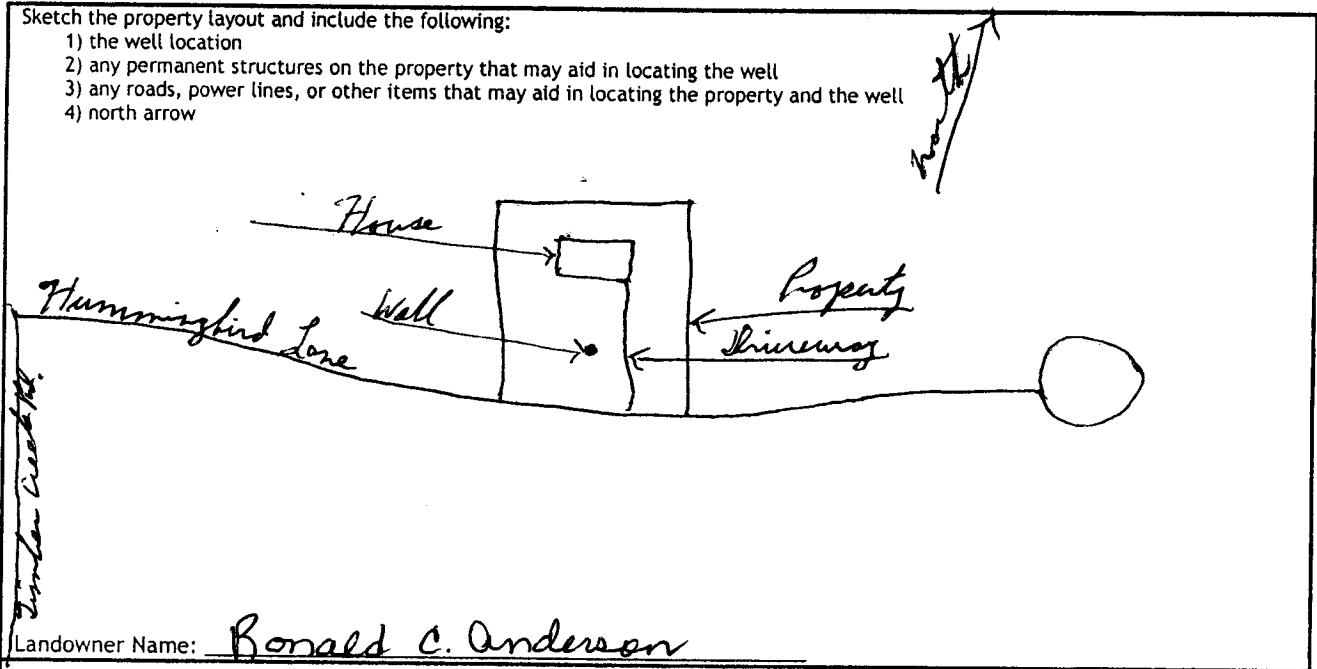 Sketch the property layout and include the following:
1) the well location
2) any permanent structures on the property that may aid in locating the well
3) any roads, power lines, or other items that may aid in locating the property and the well
4) north arrow
north
House
Property
Hummingbird Lane
Well
Driveway
Timber Creek Rd.
Landowner Name: Ronald C. Anderson